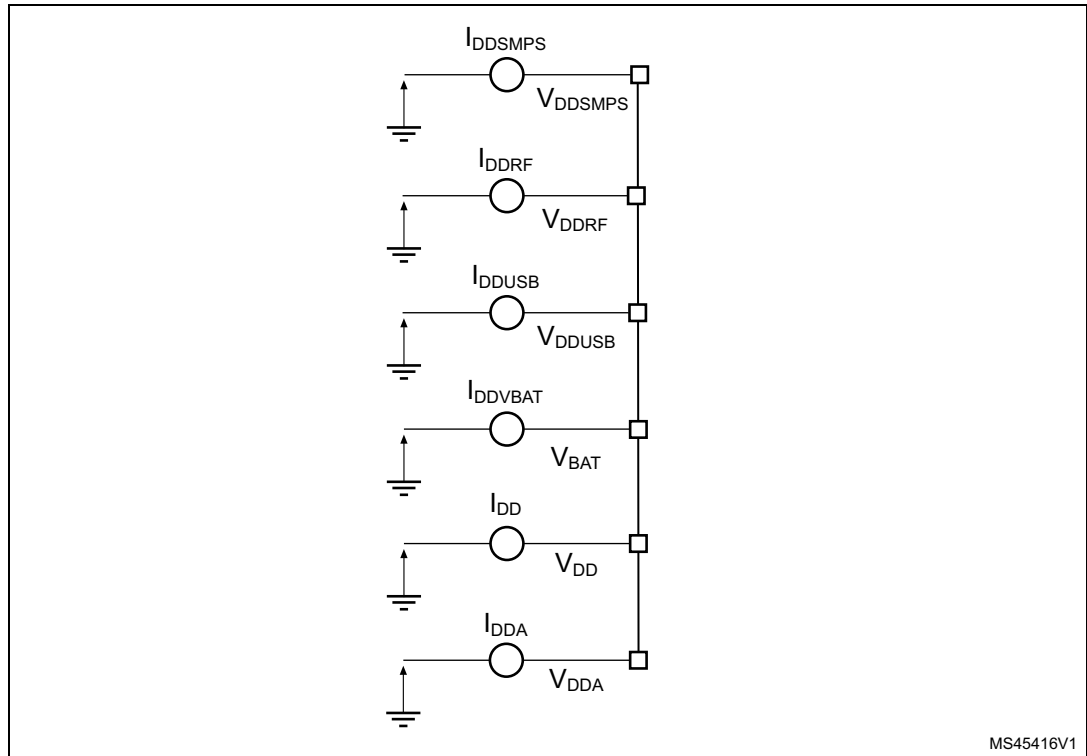 IDDSMPS
VDDSMPS
IDDRF
VDDRF
IDDUSB
VDDUSB
IDDVBAT
VBAT
IDD
VDD
IDDA
VDDA
MS45416V1